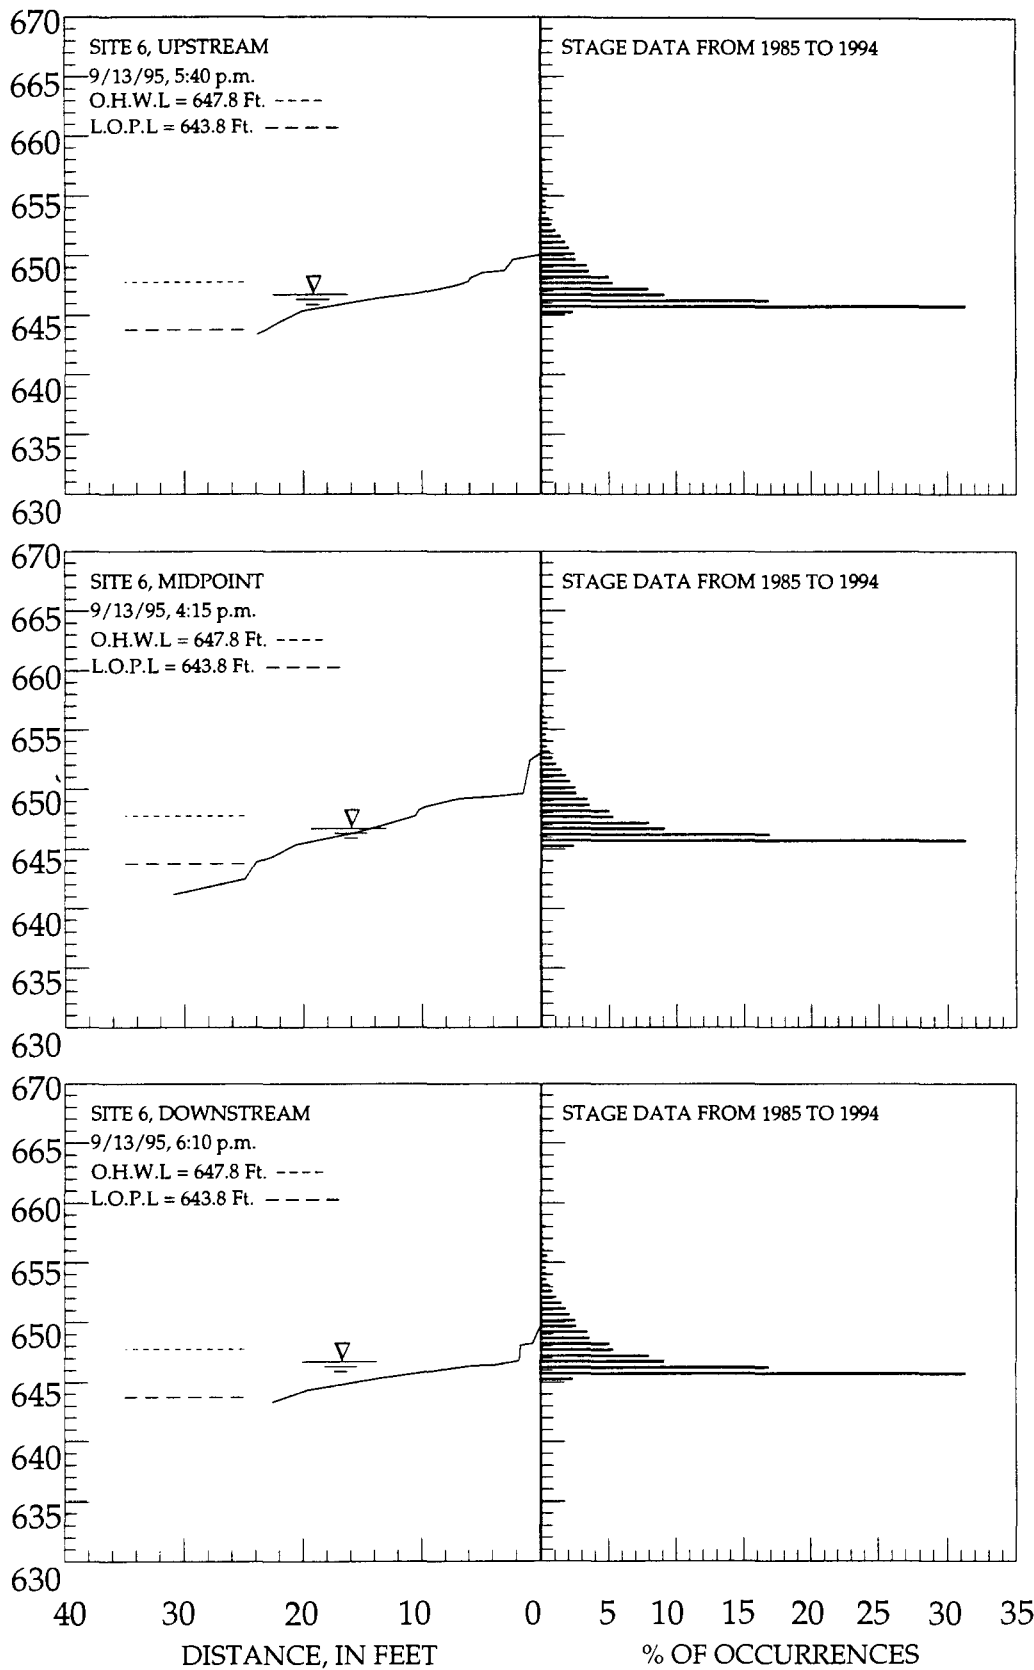 670
665
660
655
650
645
640
635
630
SITE 6, UPSTREAM
9/13/95, 5:40 p.m.
O.H.W.L = 647.8 Ft.
L.O.P.L = 643.8 Ft.
STAGE DATA FROM 1985 TO 1994
670
665
660
655
650
645
640
635
630
SITE 6, MIDPOINT
9/13/95, 4:15 p.m.
O.H.W.L = 647.8 Ft.
L.O.P.L = 643.8 Ft.
STAGE DATA FROM 1985 TO 1994
670
665
660
655
650
645
640
635
630
SITE 6, DOWNSTREAM
9/13/95, 6:10 p.m.
O.H.W.L = 647.8 Ft.
L.O.P.L = 643.8 Ft.
STAGE DATA FROM 1985 TO 1994
40 30 20 10 0 5 10 15 20 25 30 35
DISTANCE, IN FEET
% OF OCCURRENCES